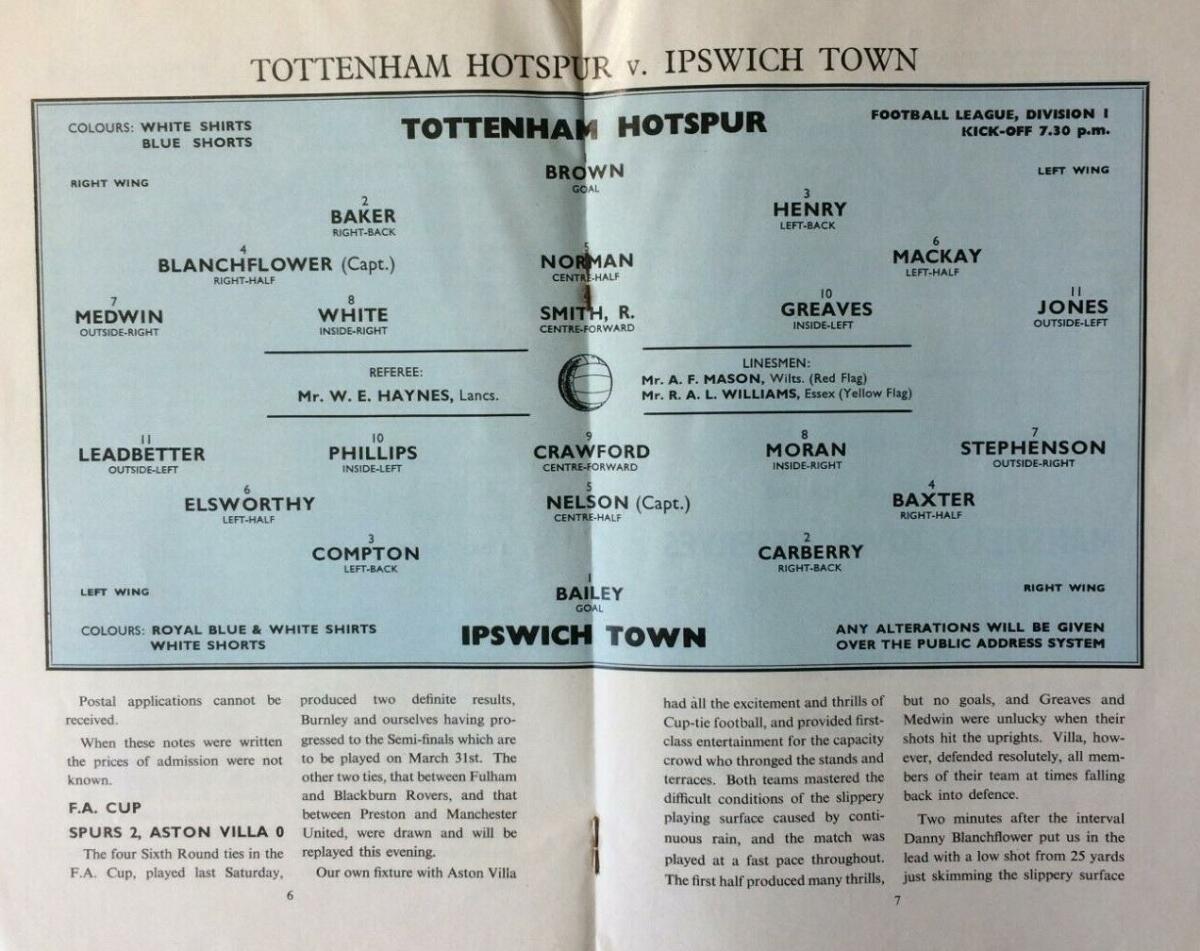 TOTTENHAM HOTSPUR v. IPSWICH TOWN
COLOURS: WHITE SHIRTS
BLUE SHORTS
TOTTENHAM HOTSPUR
FOOTBALL LEAGUE, DIVISION 1
KICK-OFF 7.30 p.m.
RIGHT WING
BROWN
GOAL
LEFT WING
2
BAKER
RIGHT-BACK
3
HENRY
LEFT-BACK
4
BLANCHFLOWER (Capt.)
RIGHT-HALF
5
NORMAN
CENTRE-HALF
6
MACKAY
LEFT-HALF
7
MEDWIN
OUTSIDE-RIGHT
8
WHITE
INSIDE-RIGHT
SMITH, R.
CENTRE-FORWARD
10
GREAVES
INSIDE-LEFT
11
JONES
OUTSIDE-LEFT
REFEREE:
Mr. W. E. HAYNES, Lancs.
LINESMEN:
Mr. A. F. MASON, Wilts. (Red Flag)
Mr. R. A. L. WILLIAMS, Essex (Yellow Flag)
11
LEADBETTER
OUTSIDE-LEFT
10
PHILLIPS
INSIDE-LEFT
9
CRAWFORD
CENTRE-FORWARD
8
MORAN
INSIDE-RIGHT
7
STEPHENSON
OUTSIDE-RIGHT
6
ELSWORTHY
LEFT-HALF
5
NELSON (Capt.)
CENTRE-HALF
4
BAXTER
RIGHT-HALF
3
COMPTON
LEFT-BACK
2
CARBERRY
RIGHT-BACK
LEFT WING
1
BAILEY
GOAL
RIGHT WING
COLOURS: ROYAL BLUE & WHITE SHIRTS
WHITE SHORTS
IPSWICH TOWN
ANY ALTERATIONS WILL BE GIVEN
OVER THE PUBLIC ADDRESS SYSTEM
Postal applications cannot be
received.
When these notes were written
the prices of admission were not
known.
F.A. CUP
SPURS 2, ASTON VILLA 0
The four Sixth Round ties in the
F.A. Cup, played last Saturday,
produced two definite results,
Burnley and ourselves having pro-
gressed to the Semi-finals which are
to be played on March 31st. The
other two ties, that between Fulham
and Blackburn Rovers, and that
between Preston and Manchester
United, were drawn and will be
replayed this evening.
Our own fixture with Aston Villa
6
had all the excitement and thrills of
Cup-tie football, and provided first-
class entertainment for the capacity
crowd who thronged the stands and
terraces. Both teams mastered the
difficult conditions of the slippery
playing surface caused by conti-
nuous rain, and the match was
played at a fast pace throughout.
The first half produced many thrills,
but no goals, and Greaves and
Medwin were unlucky when their
shots hit the uprights. Villa, how-
ever, defended resolutely, all mem-
bers of their team at times falling
back into defence.
Two minutes after the interval
Danny Blanchflower put us in the
lead with a low shot from 25 yards
just skimming the slippery surface
7